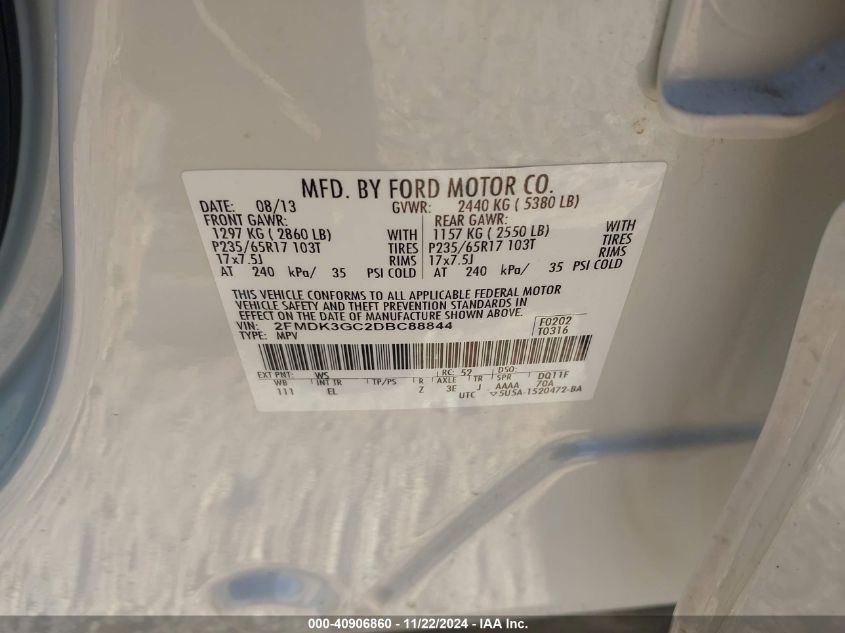 MFD. BY FORD MOTOR CO.
DATE: 08/13 GVWR: 2440 KG ( 5380 LB)
FRONT GAWR: REAR GAWR:
1297 KG ( 2860 LB) WITH 1157 KG ( 2550 LB) WITH
P235/65R17 103T TIRES P235/65R17 103T TIRES
17x7.5J RIMS 17x7.5J RIMS
AT 240 kPa/ 35 PSI COLD AT 240 kPa/ 35 PSI COLD
THIS VEHICLE CONFORMS TO ALL APPLICABLE FEDERAL MOTOR
VEHICLE SAFETY AND THEFT PREVENTION STANDARDS IN
EFFECT ON THE DATE OF MANUFACTURE SHOWN ABOVE.
VIN: 2FMDK3GC2DBC88844 F0202
TYPE: MPV T0316
EXT PNT: WS RC: 52 DSO:
WB INT TR TP/PS R AXLE TR SPR DQ11F
111 EL Z 3E J AAAA 70A
UTC ▽5U5A-1520472-BA
000-40906860 - 11/22/2024 - IAA Inc.